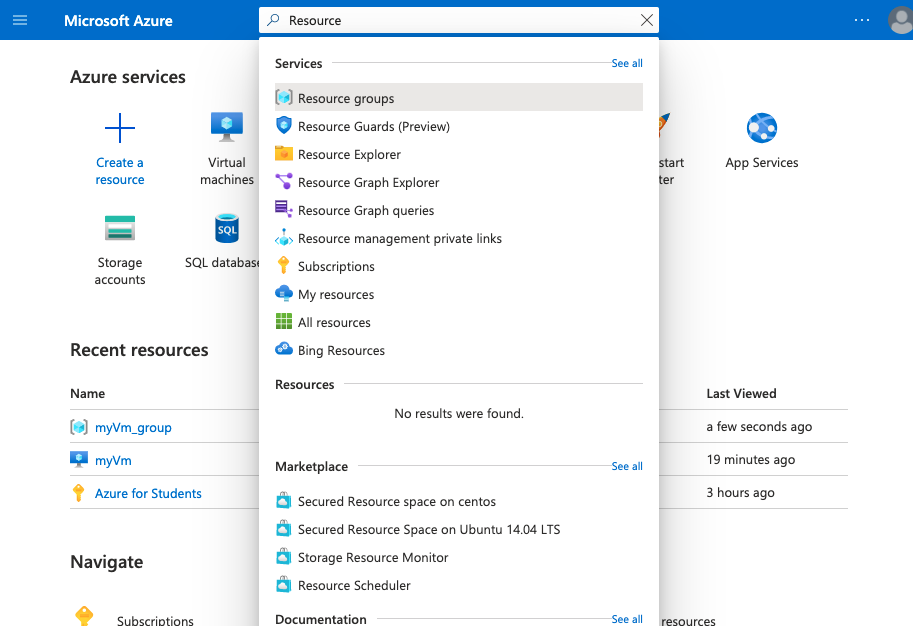 Microsoft Azure
Resource
Azure services
Create a
resource
Virtual
machines
start
ter
App Services
Storage
accounts
SQL
SQL database
Services
See all
Resource groups
Resource Guards (Preview)
Resource Explorer
Resource Graph Explorer
Resource Graph queries
Resource management private links
Subscriptions
My resources
All resources
Bing Resources
Resources
No results were found.
Marketplace
See all
Secured Resource space on centos
Secured Resource Space on Ubuntu 14.04 LTS
Storage Resource Monitor
Resource Scheduler
Documentation
See all
Recent resources
Name
Last Viewed
myVm_group
a few seconds ago
myVm
19 minutes ago
Azure for Students
3 hours ago
Navigate
Subscriptions
resources